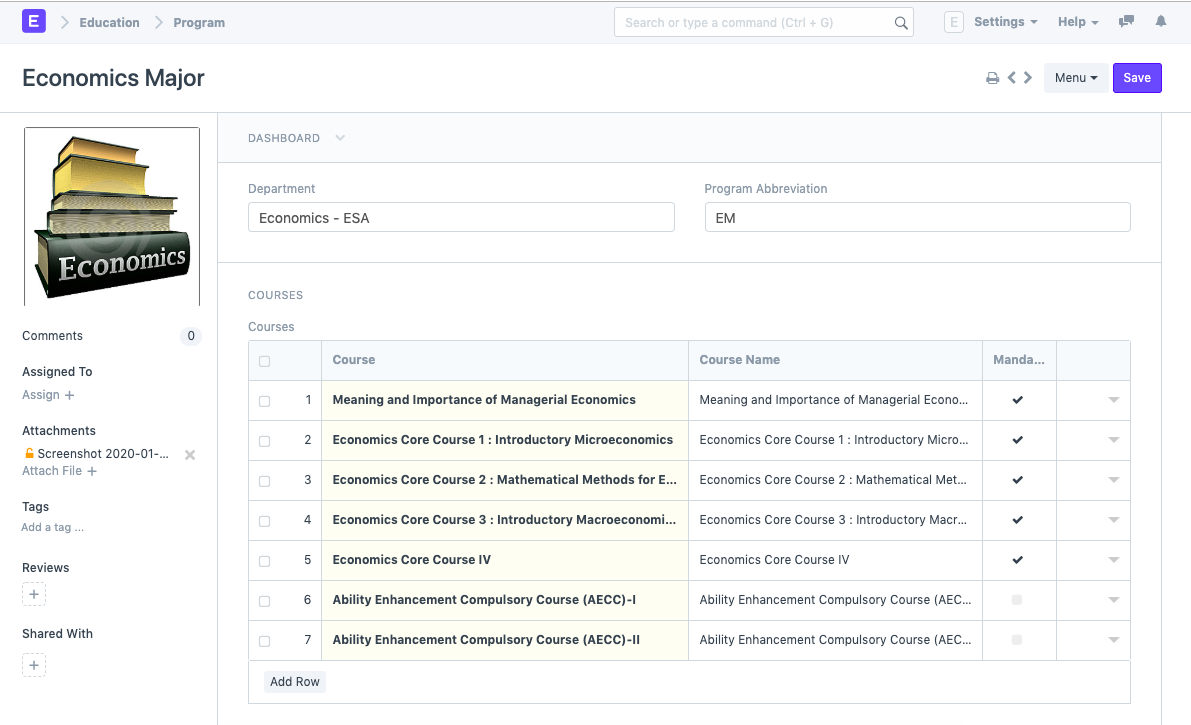 E Education Program Search or type a command (Ctrl + G) E Settings Help
Economics Major Menu Save
Economics
Comments 0
Assigned To
Assign +
Attachments
Screenshot 2020-01-...
Attach File +
Tags
Add a tag ...
Reviews
+
Shared With
+
DASHBOARD
Department Program Abbreviation
Economics - ESA EM
COURSES
Courses
Course Course Name Manda...
1 Meaning and Importance of Managerial Economics Meaning and Importance of Managerial Econo...
2 Economics Core Course 1 : Introductory Microeconomics Economics Core Course 1 : Introductory Micro...
3 Economics Core Course 2 : Mathematical Methods for E... Economics Core Course 2 : Mathematical Met...
4 Economics Core Course 3 : Introductory Macroeconomi... Economics Core Course 3 : Introductory Macr...
5 Economics Core Course IV Economics Core Course IV
6 Ability Enhancement Compulsory Course (AECC)-I Ability Enhancement Compulsory Course (AEC...
7 Ability Enhancement Compulsory Course (AECC)-II Ability Enhancement Compulsory Course (AEC...
Add Row